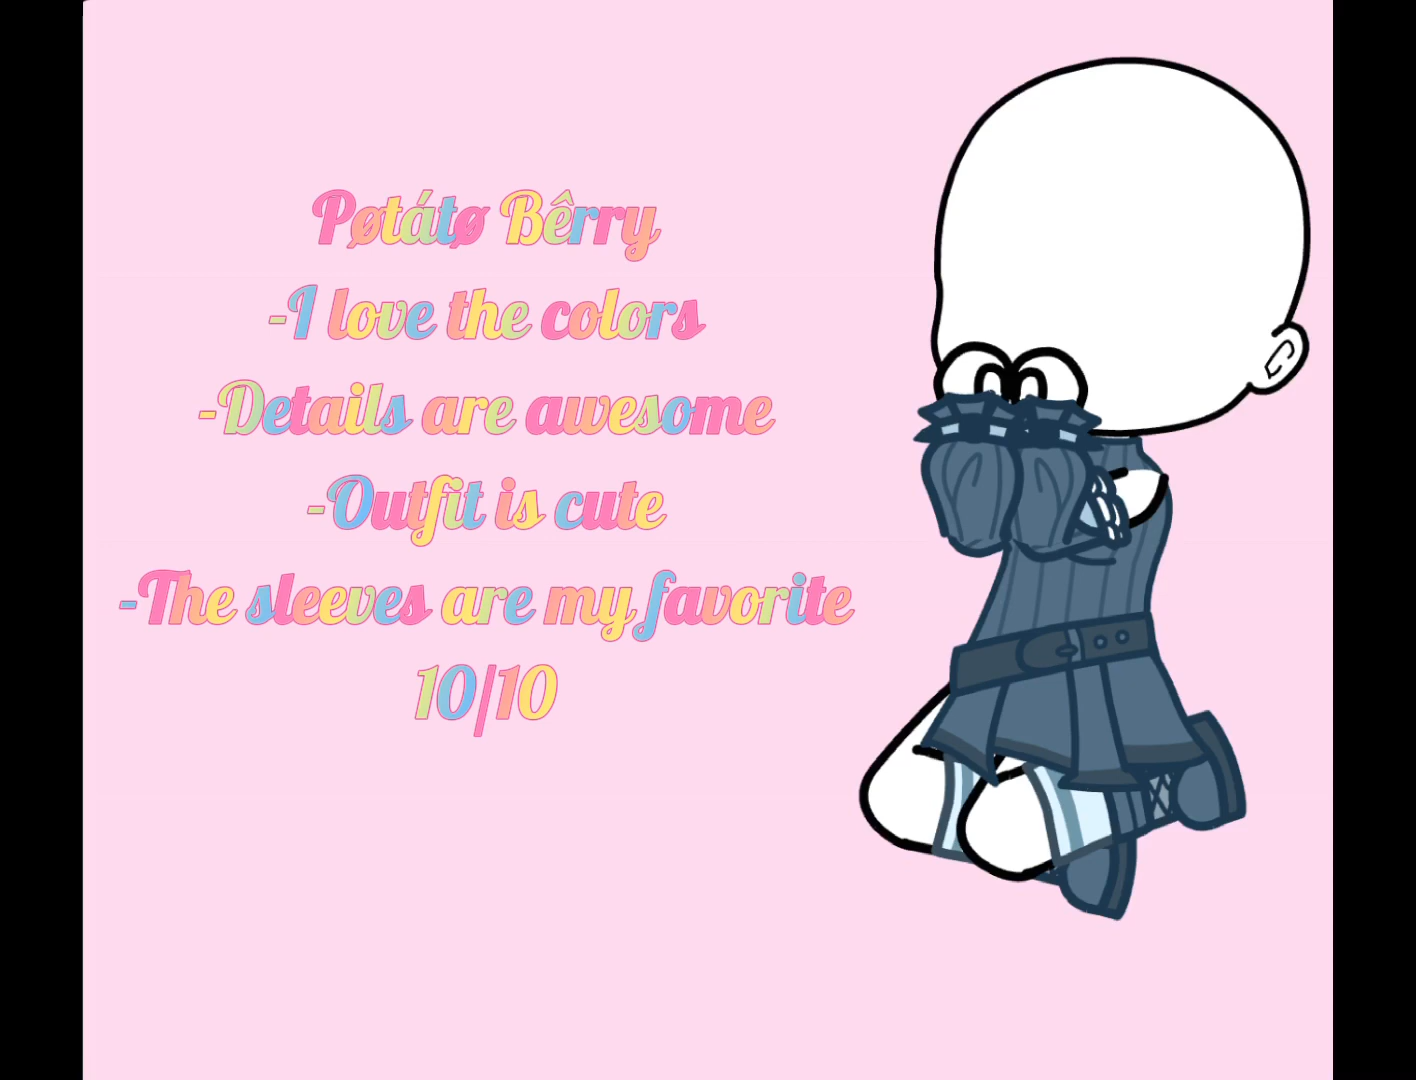 Pøtátø Bêrry
-I love the colors
-Details are awesome
-Outfit is cute
-The sleeves are my favorite
10/10